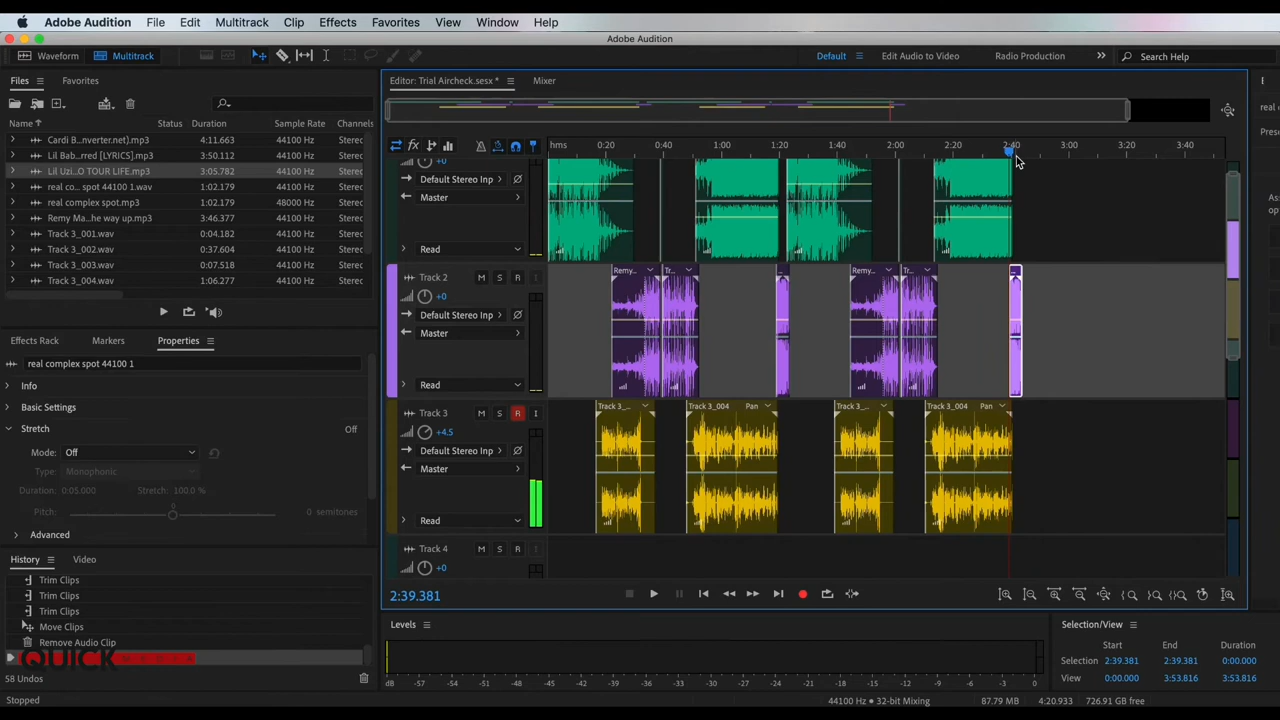 Adobe Audition File Edit Multitrack Clip Effects Favorites View Window Help
Adobe Audition
Waveform Multitrack Default Edit Audio to Video Radio Production Search Help
Files Favorites
Editor: Trial Aircheck.sesx * Mixer
Name Status Duration Sample Rate Channels
Cardi B...nverter.net).mp3 4:11.663 44100 Hz Stereo
Lil Bab...rred [LYRICS].mp3 3:50.112 44100 Hz Stereo
Lil Uzi...O TOUR LIFE.mp3 3:05.782 44100 Hz Stereo
real co... spot 44100 1.wav 1:02.179 44100 Hz Stereo
real complex spot.mp3 1:02.179 48000 Hz Stereo
Remy Ma...he way up.mp3 3:46.377 44100 Hz Stereo
Track 3_001.wav 0:04.182 44100 Hz Stereo
Track 3_002.wav 0:37.604 44100 Hz Stereo
Track 3_003.wav 0:07.518 44100 Hz Stereo
Track 3_004.wav 1:06.277 44100 Hz Stereo
hms 0:20 0:40 1:00 1:20 1:40 2:00 2:20 2:40 3:00 3:20 3:40
+0
Default Stereo Inp
Master
Read
Track 2 M S R I
Remy... Tr... ... Remy... Tr... ...
+0
Default Stereo Inp
Master
Read
Track 3 M S R I
Track 3_... Track 3_004 Pan Track 3_... Track 3_004 Pan
+4.5
Default Stereo Inp
Master
Read
Track 4 M S R I
+0
Effects Rack Markers Properties
real complex spot 44100 1
Info
Basic Settings
Stretch Off
Mode: Off
Type: Monophonic
Duration: 0:05.000 Stretch: 100.0 %
Pitch: 0 semitones
Advanced
History Video
Trim Clips
Trim Clips
Trim Clips
Move Clips
Remove Audio Clip
QUICK
58 Undos
2:39.381
Levels
dB -57 -54 -51 -48 -45 -42 -39 -36 -33 -30 -27 -24 -21 -18 -15 -12 -9 -6 -3 0
Selection/View
Start End Duration
Selection 2:39.381 2:39.381 0:00.000
View 0:00.000 3:53.816 3:53.816
Stopped 44100 Hz ● 32-bit Mixing 87.79 MB 4:20.933 726.91 GB free
real
Prese
Ass
op